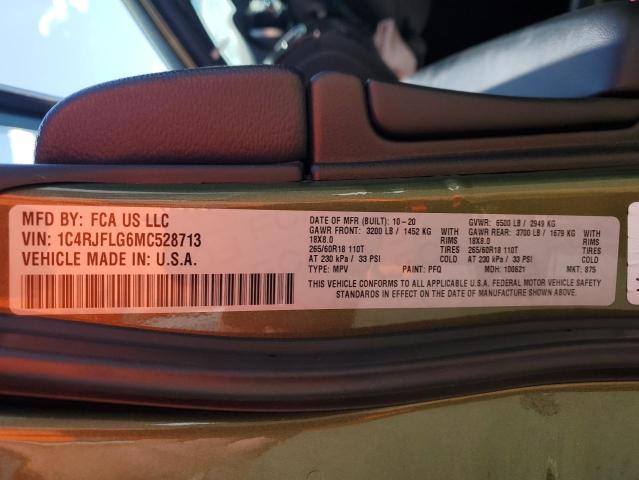 MFD BY: FCA US LLC
VIN: 1C4RJFLG6MC528713
VEHICLE MADE IN: U.S.A.
DATE OF MFR (BUILT): 10-20 GVWR: 6500 LB / 2949 KG
GAWR FRONT: 3200 LB / 1452 KG WITH GAWR REAR: 3700 LB / 1679 KG WITH
18X8.0 RIMS 18X8.0 RIMS
265/60R18 110T TIRES 265/60R18 110T TIRES
AT 230 kPa / 33 PSI COLD AT 230 kPa / 33 PSI COLD
TYPE: MPV PAINT: PFQ MDH: 100621 MKT: 875
THIS VEHICLE CONFORMS TO ALL APPLICABLE U.S.A. FEDERAL MOTOR VEHICLE SAFETY
STANDARDS IN EFFECT ON THE DATE OF MANUFACTURE SHOWN ABOVE.